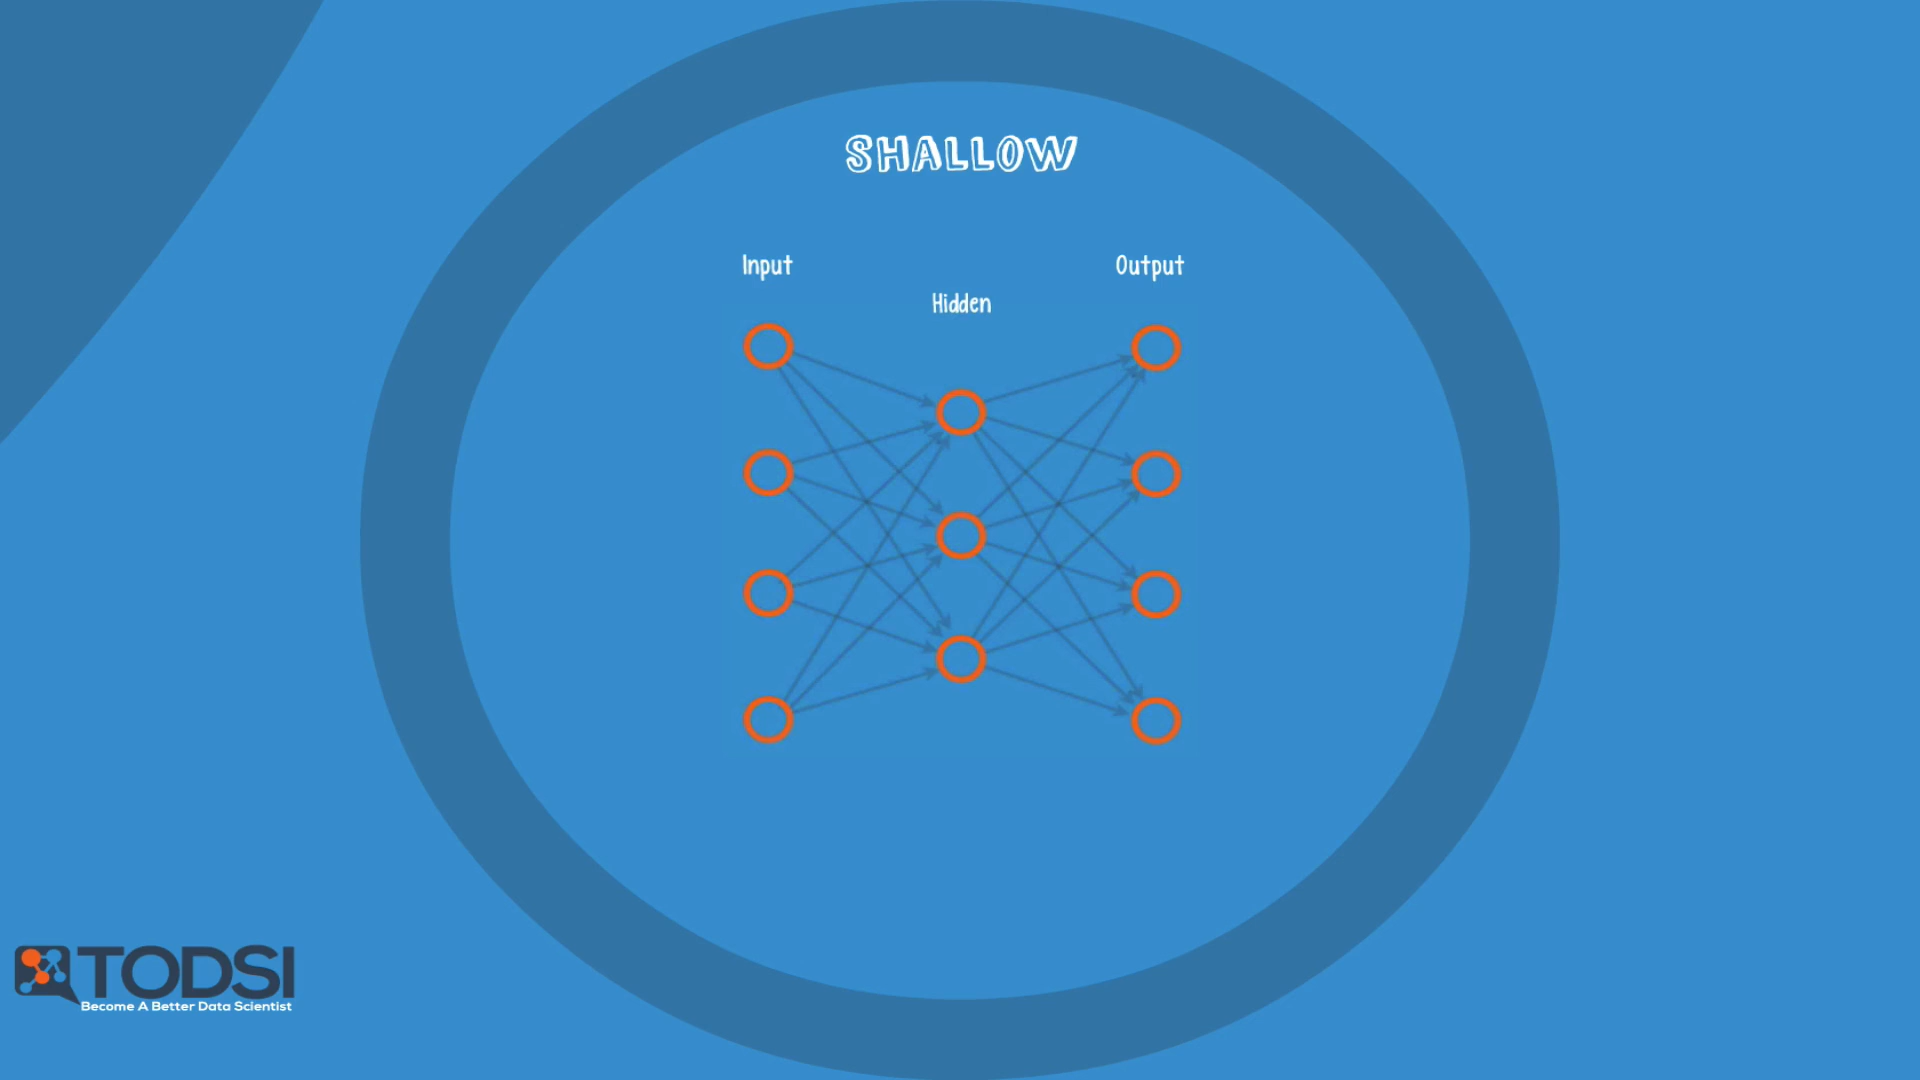 SHALLOW
Input
Output
Hidden
TODSI
Become A Better Data Scientist